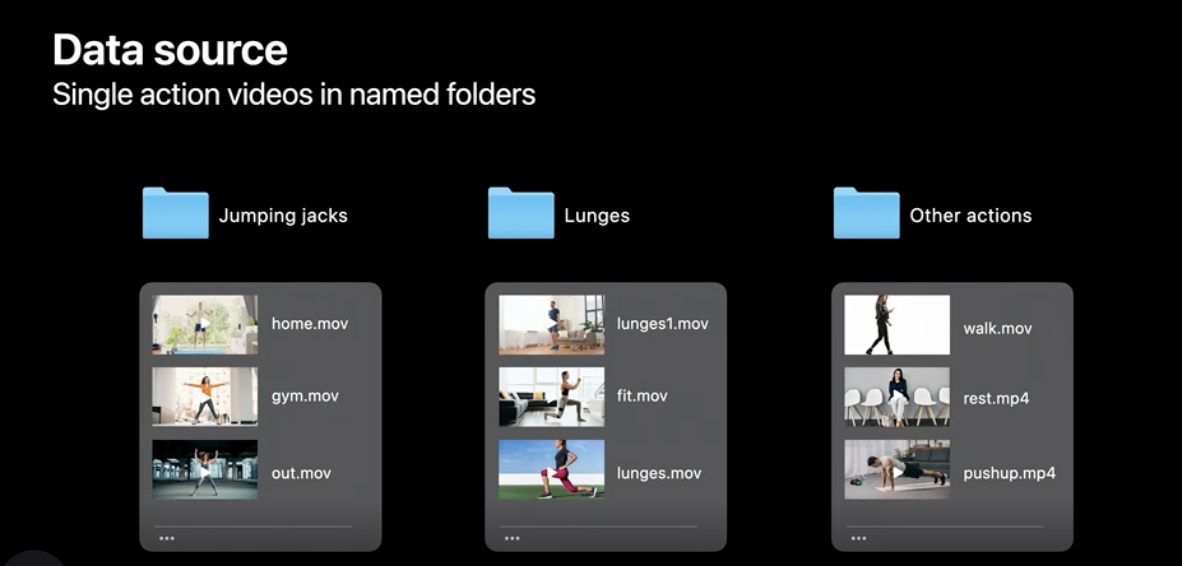 Data source
Single action videos in named folders
Jumping jacks
Lunges
Other actions
home.mov
gym.mov
out.mov
...
lunges1.mov
fit.mov
lunges.mov
...
walk.mov
rest.mp4
pushup.mp4
...